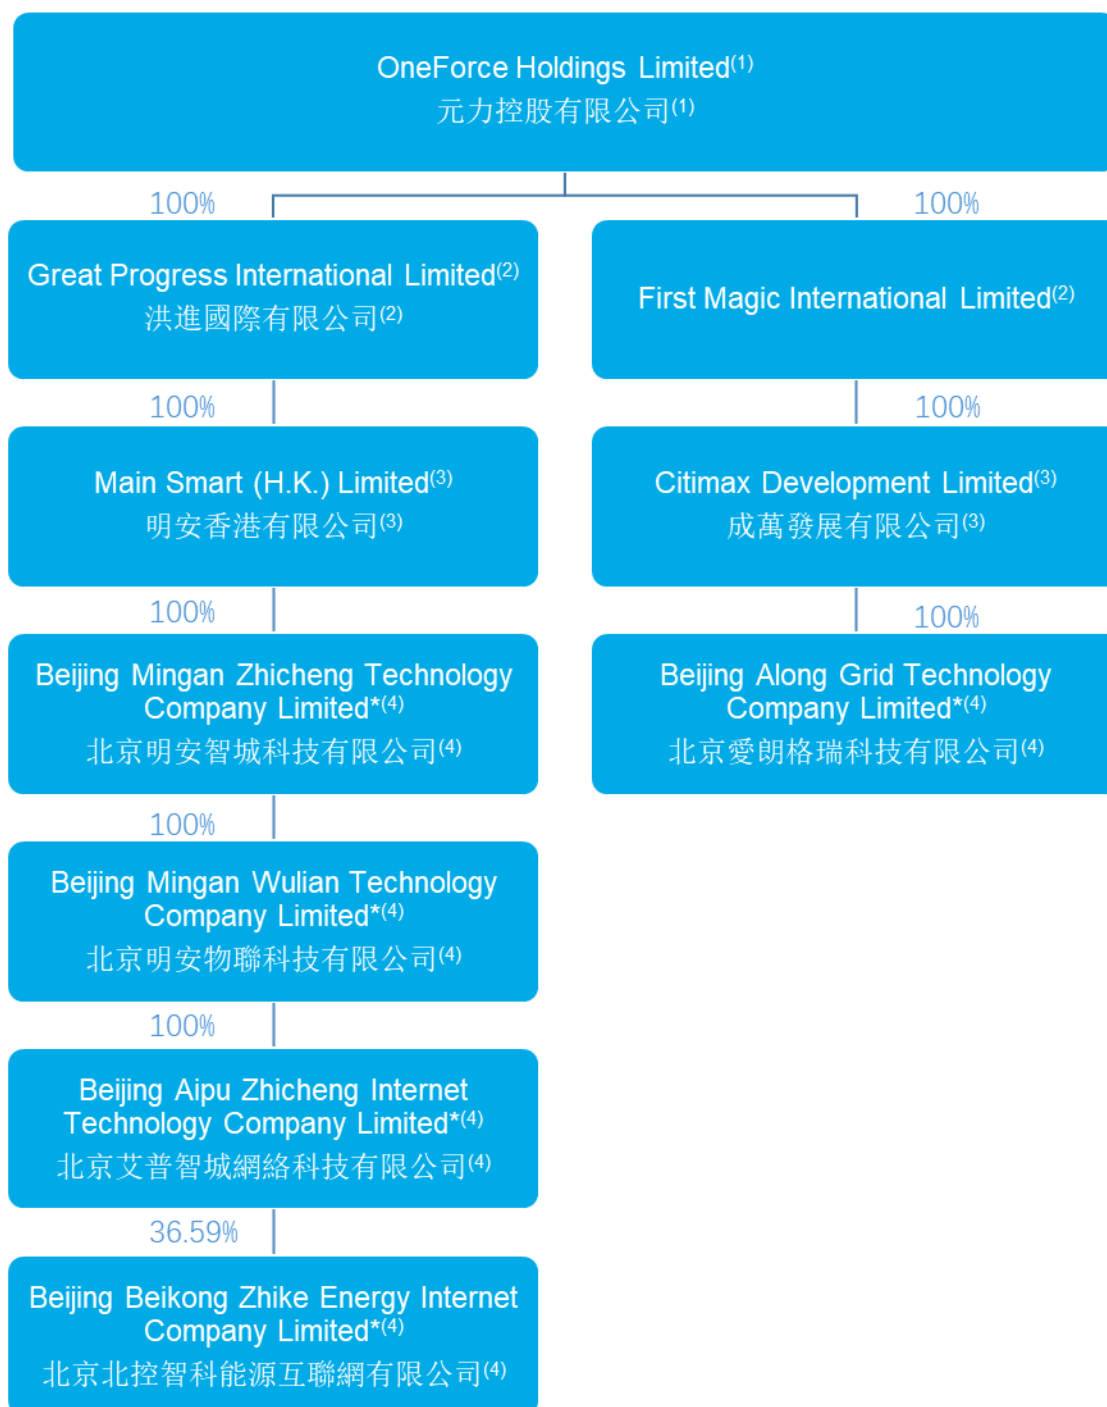 OneForce Holdings Limited(1)
元力控股有限公司(1)
100%
100%
Great Progress International Limited(2)
洪進國際有限公司(2)
First Magic International Limited(2)
100%
100%
Main Smart (H.K.) Limited(3)
明安香港有限公司(3)
Citimax Development Limited(3)
成萬發展有限公司(3)
100%
100%
Beijing Mingan Zhicheng Technology
Company Limited*(4)
北京明安智城科技有限公司(4)
Beijing Along Grid Technology
Company Limited*(4)
北京愛朗格瑞科技有限公司(4)
100%
Beijing Mingan Wulian Technology
Company Limited*(4)
北京明安物聯科技有限公司(4)
100%
Beijing Aipu Zhicheng Internet
Technology Company Limited*(4)
北京艾普智城網絡科技有限公司(4)
36.59%
Beijing Beikong Zhike Energy Internet
Company Limited*(4)
北京北控智科能源互聯網有限公司(4)